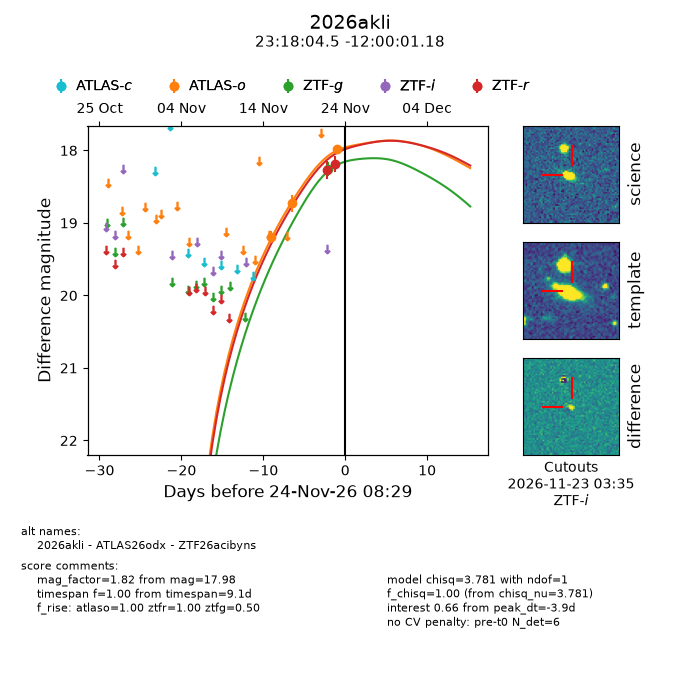 2026akli
23:18:04.5 -12:00:01.18
ATLAS-c
ATLAS-o
ZTF-g
ZTF-i
ZTF-r
25 Oct
04 Nov
14 Nov
24 Nov
04 Dec
18
19
20
21
22
Difference magnitude
−30
−20
−10
0
10
Days before 24-Nov-26 08:29
science
template
difference
Cutouts
2026-11-23 03:35
ZTF-i
alt names:
2026akli - ATLAS26odx - ZTF26acibyns
score comments:
mag_factor=1.82 from mag=17.98
timespan f=1.00 from timespan=9.1d
f_rise: atlaso=1.00 ztfr=1.00 ztfg=0.50
model chisq=3.781 with ndof=1
f_chisq=1.00 (from chisq_nu=3.781)
interest 0.66 from peak_dt=-3.9d
no CV penalty: pre-t0 N_det=6